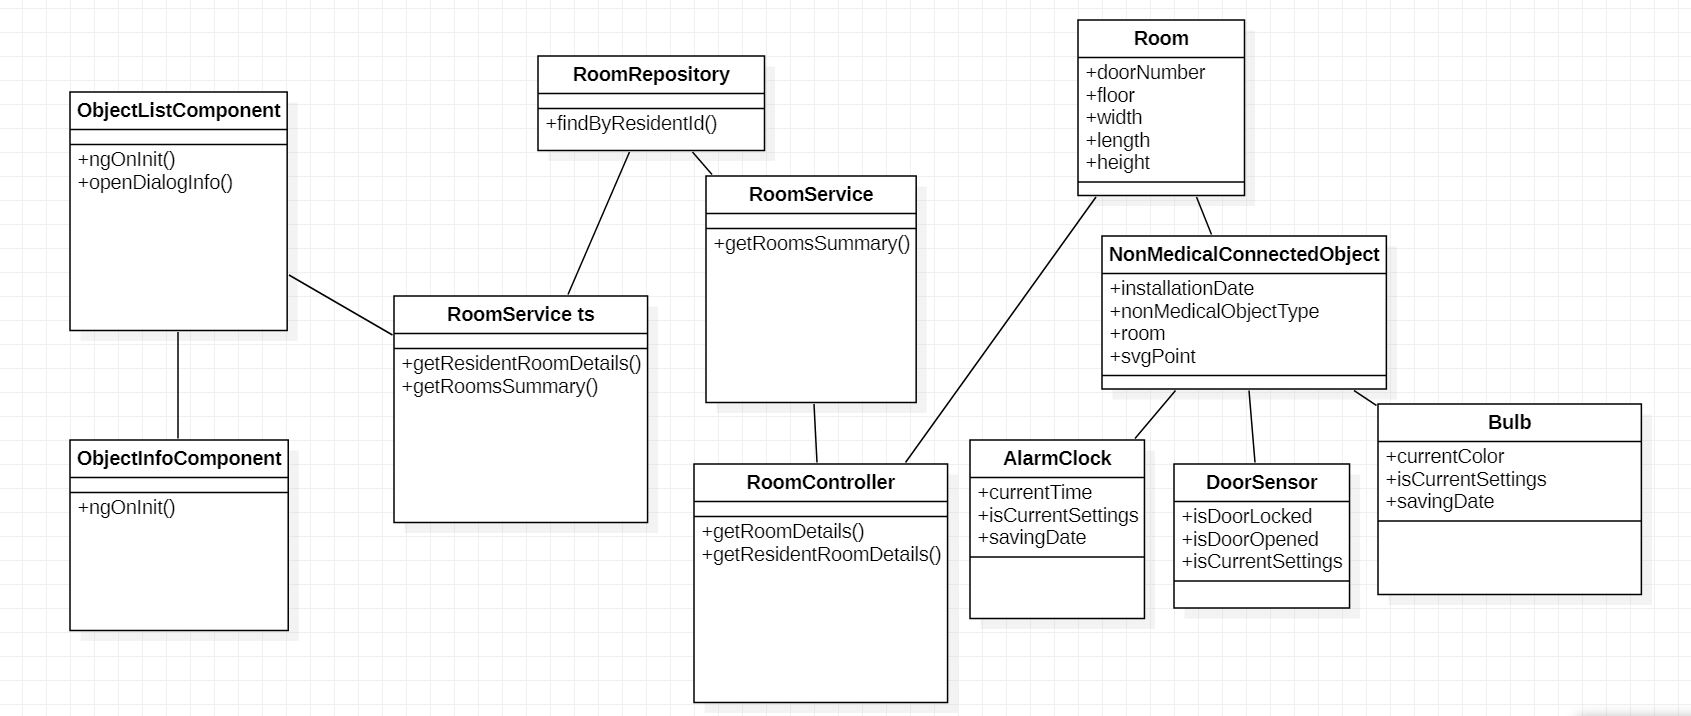 ObjectListComponent
+ngOnInit()
+openDialogInfo()
ObjectInfoComponent
+ngOnInit()
RoomRepository
+findByResidentId()
RoomService ts
+getResidentRoomDetails()
+getRoomsSummary()
RoomService
+getRoomsSummary()
RoomController
+getRoomDetails()
+getResidentRoomDetails()
Room
+doorNumber
+floor
+width
+length
+height
NonMedicalConnectedObject
+installationDate
+nonMedicalObjectType
+room
+svgPoint
AlarmClock
+currentTime
+isCurrentSettings
+savingDate
DoorSensor
+isDoorLocked
+isDoorOpened
+isCurrentSettings
Bulb
+currentColor
+isCurrentSettings
+savingDate